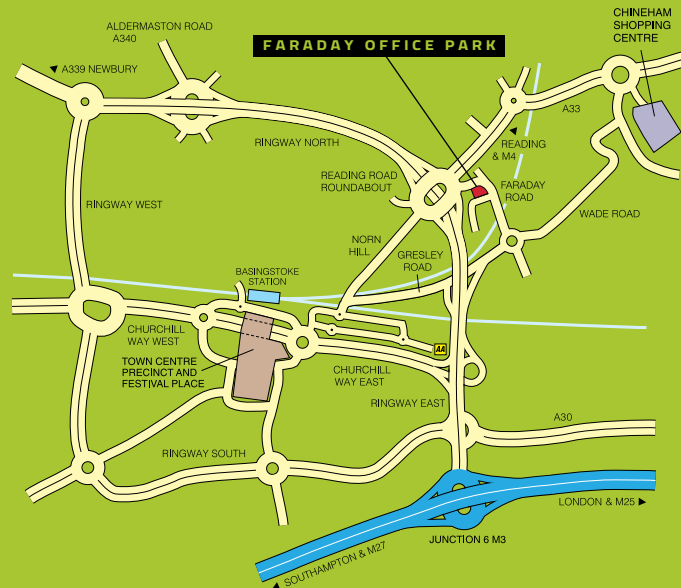 CHINEHAM
SHOPPING
CENTRE
ALDERMASTON ROAD
A340
FARADAY OFFICE PARK
A339 NEWBURY
A33
RINGWAY NORTH
READING
& M4
READING ROAD
ROUNDABOUT
FARADAY
ROAD
RINGWAY WEST
WADE ROAD
NORN
HILL
GRESLEY
ROAD
BASINGSTOKE
STATION
CHURCHILL
WAY WEST
AA
TOWN CENTRE
PRECINCT AND
FESTIVAL PLACE
CHURCHILL
WAY EAST
RINGWAY EAST
A30
RINGWAY SOUTH
LONDON & M25
JUNCTION 6 M3
SOUTHAMPTON & M27